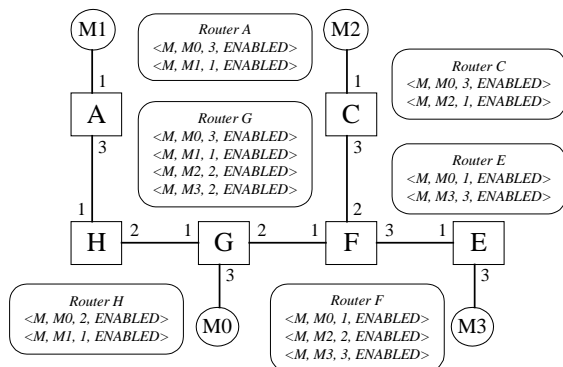 M1
Router A
<M, M0, 3, ENABLED>
<M, M1, 1, ENABLED>
M2
Router C
<M, M0, 3, ENABLED>
<M, M2, 1, ENABLED>
1
A
3
Router G
<M, M0, 3, ENABLED>
<M, M1, 1, ENABLED>
<M, M2, 2, ENABLED>
<M, M3, 2, ENABLED>
1
C
3
Router E
<M, M0, 1, ENABLED>
<M, M3, 3, ENABLED>
1
H
2
1
G
2
3
1
2
F
3
1
E
3
Router H
<M, M0, 2, ENABLED>
<M, M1, 1, ENABLED>
M0
Router F
<M, M0, 1, ENABLED>
<M, M2, 2, ENABLED>
<M, M3, 3, ENABLED>
M3